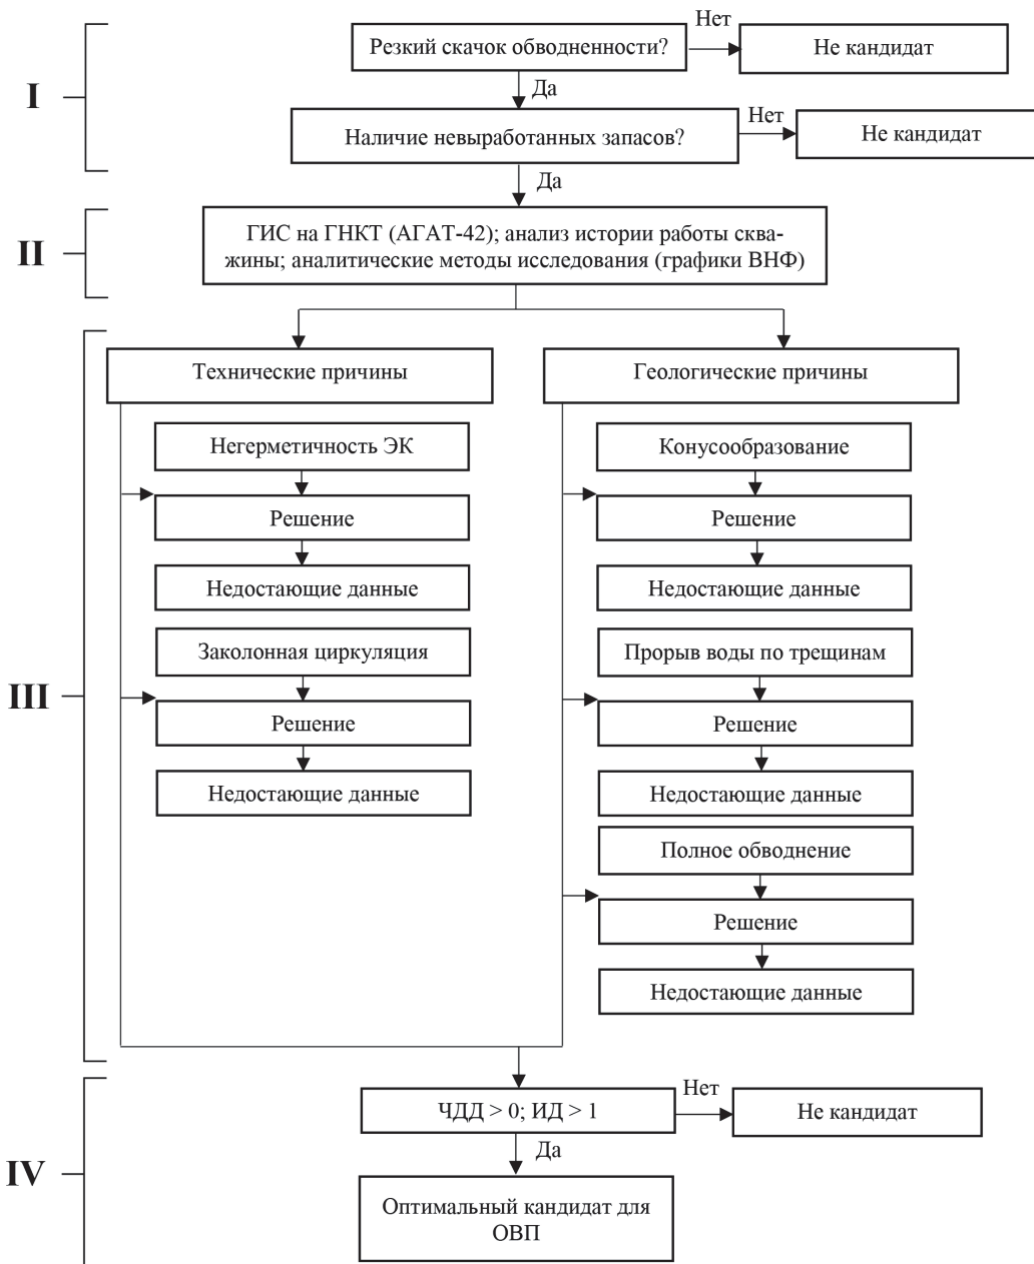 I
Резкий скачок обводненности?
Нет
Не кандидат
Да
Наличие невыработанных запасов?
Нет
Не кандидат
Да
II
ГИС на ГНКТ (АГАТ-42); анализ истории работы сква-
жины; аналитические методы исследования (графики ВНФ)
III
Технические причины
Негерметичность ЭК
Решение
Недостающие данные
Заколонная циркуляция
Решение
Недостающие данные
Геологические причины
Конусообразование
Решение
Недостающие данные
Прорыв воды по трещинам
Решение
Недостающие данные
Полное обводнение
Решение
Недостающие данные
IV
ЧДД > 0; ИД > 1
Нет
Не кандидат
Да
Оптимальный кандидат для
ОВП